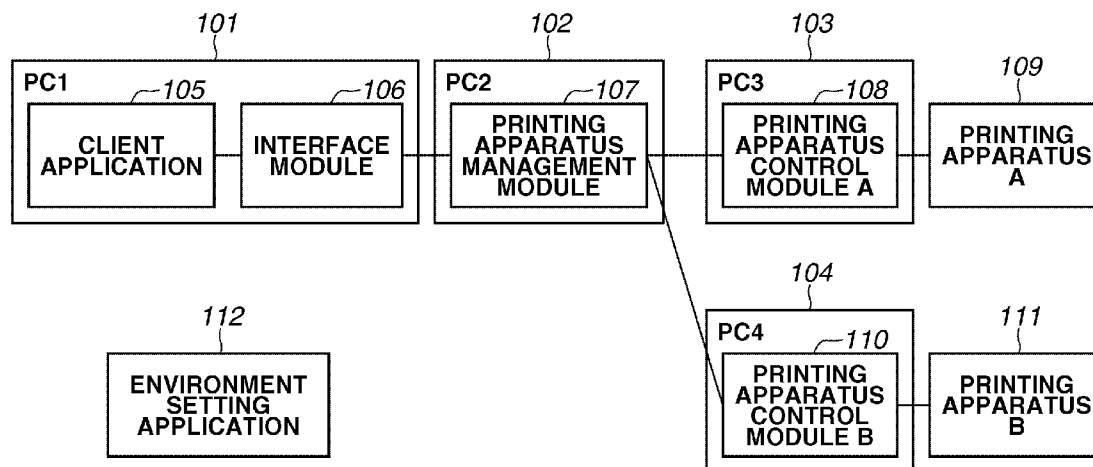 101
102
103
PC1
105
106
PC2
107
PC3
108
109
CLIENT
APPLICATION
INTERFACE
MODULE
PRINTING
APPARATUS
MANAGEMENT
MODULE
PRINTING
APPARATUS
CONTROL
MODULE A
PRINTING
APPARATUS
A
104
112
PC4
110
111
ENVIRONMENT
SETTING
APPLICATION
PRINTING
APPARATUS
CONTROL
MODULE B
PRINTING
APPARATUS
B